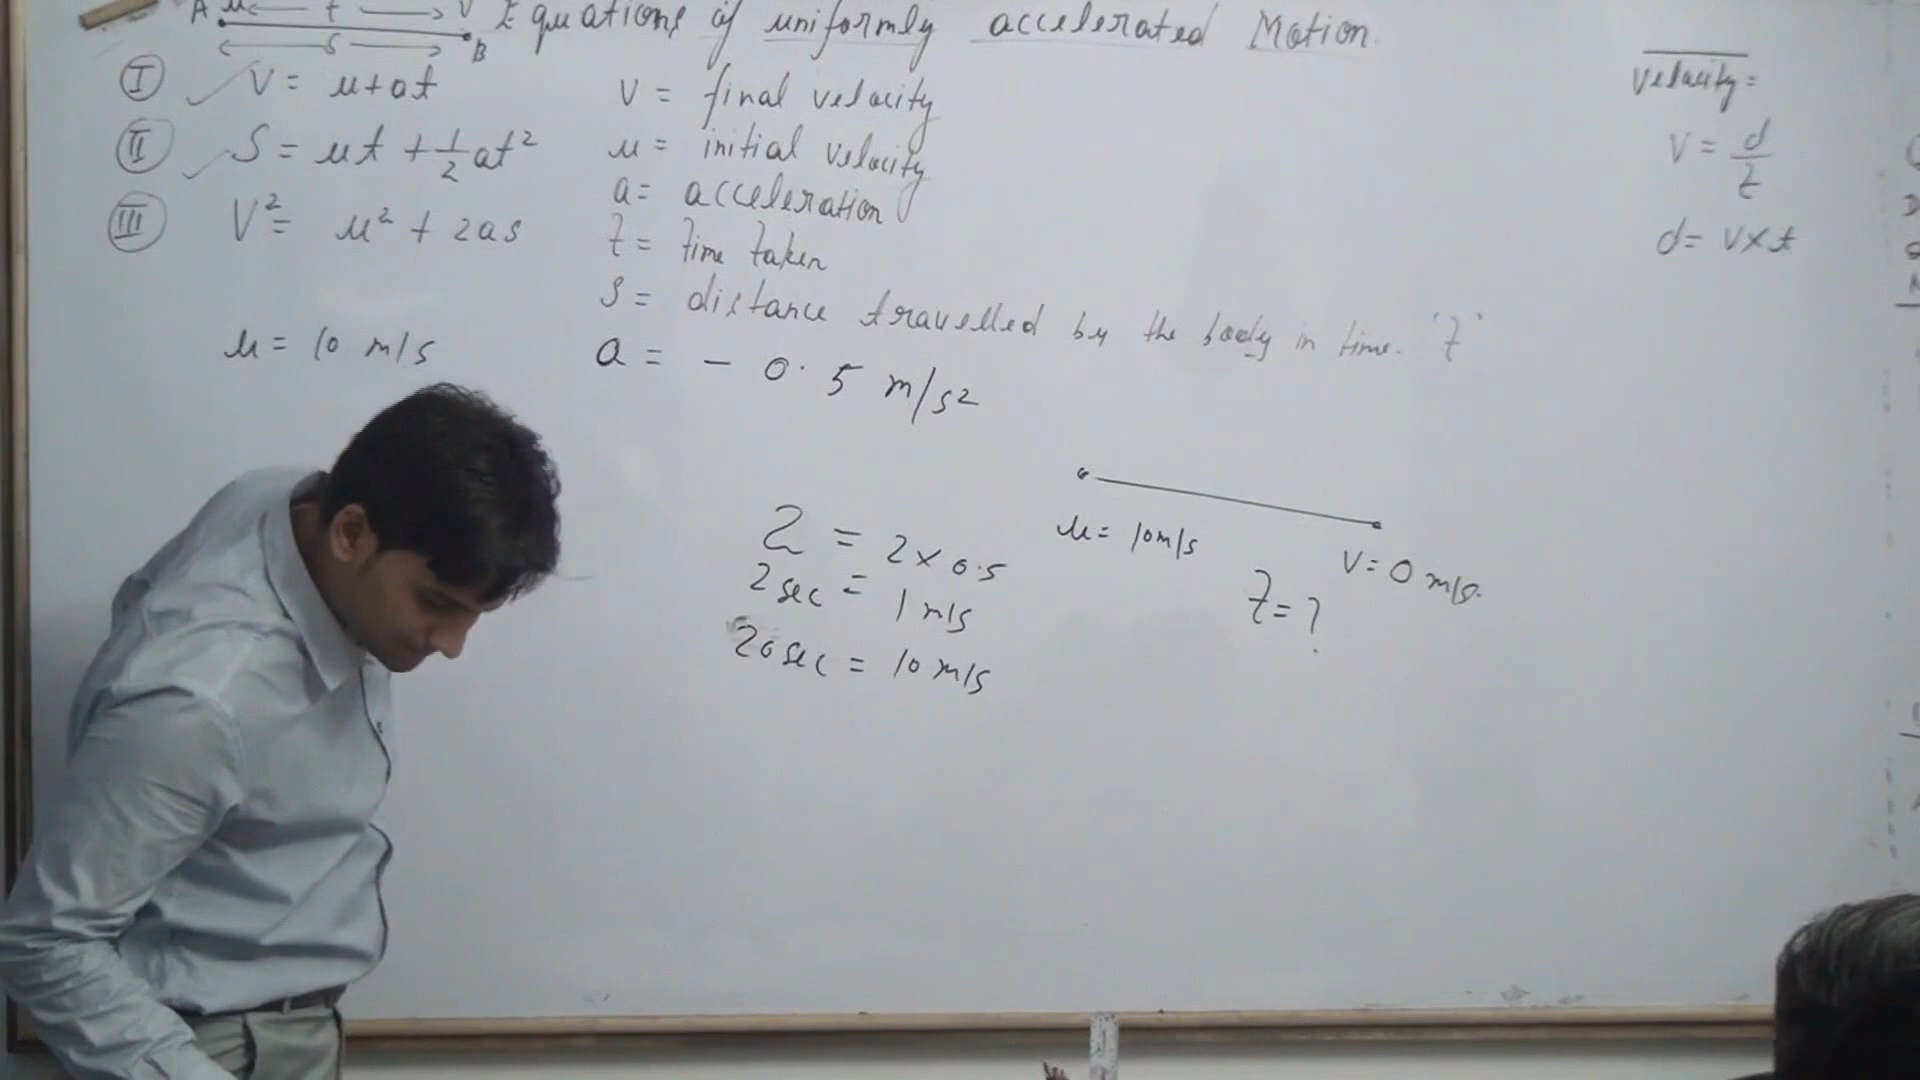 A u t v Equations of uniformly accelerated Motion
S B
I V = u+at
II S = ut + 1/2 at²
III V² = u² + 2as
V = final velocity
u = initial velocity
a = acceleration
t = time taken
S = distance travelled by the body in time 't'
u = 10 m/s a = - 0.5 m/s²
2 = 2 × 0.5
2 sec = 1 m/s
20 sec = 10 m/s
u = 10 m/s
V = 0 m/s
t = ?
Velocity =
V = d/t
d = V × t